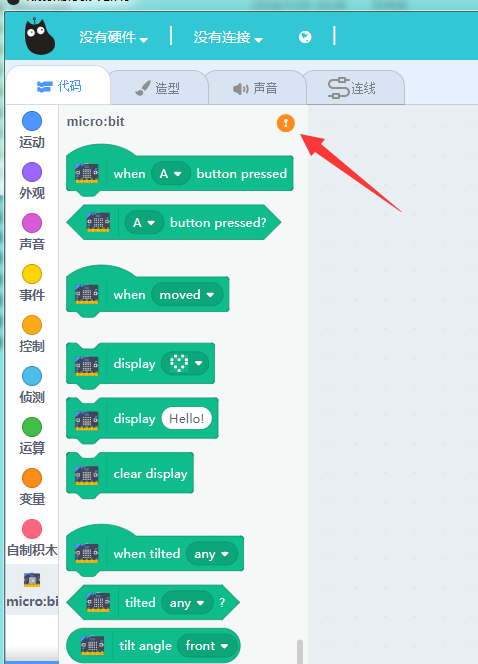 没有硬件
没有连接
代码
造型
声音
连线
micro:bit
运动
外观
声音
事件
控制
侦测
运算
变量
自制积木
micro:bi
when A button pressed
A button pressed?
when moved
display
display Hello!
clear display
when tilted any
tilted any ?
tilt angle front